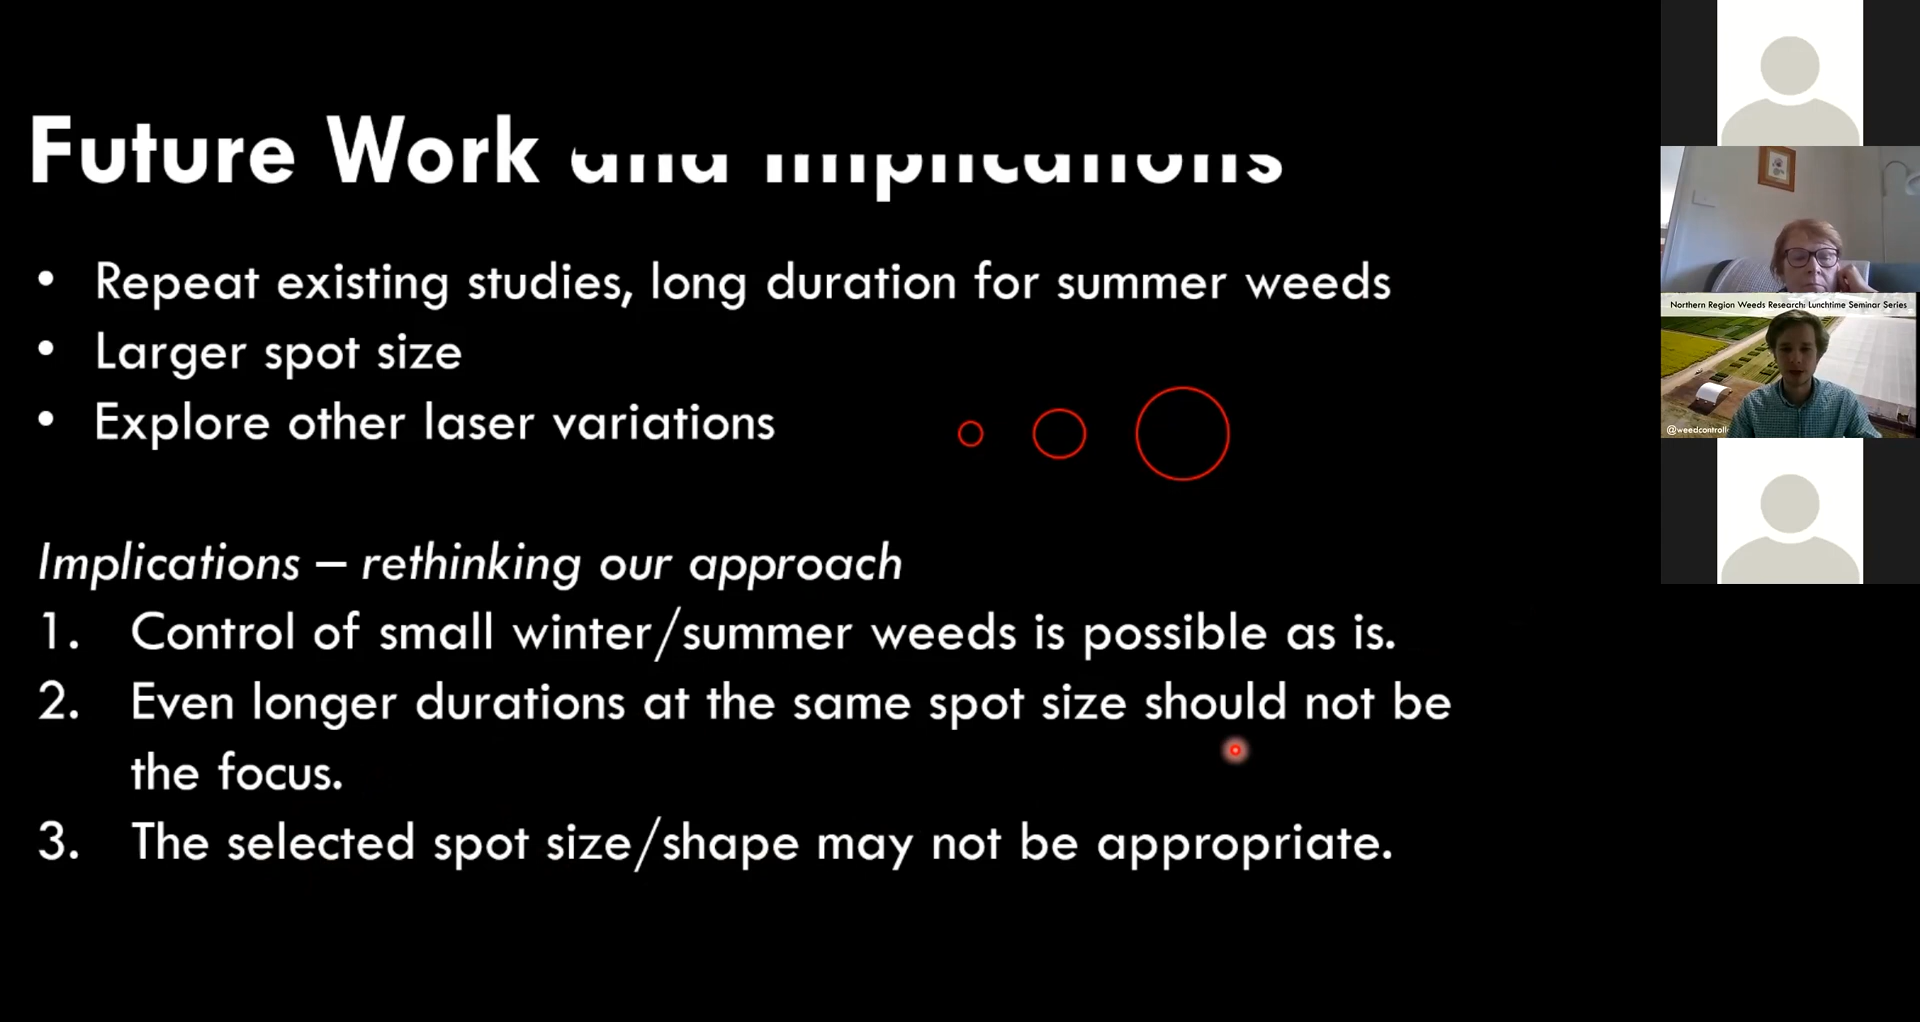 Future Work and Implications
• Repeat existing studies, long duration for summer weeds
• Larger spot size
• Explore other laser variations
Implications – rethinking our approach
1. Control of small winter/summer weeds is possible as is.
2. Even longer durations at the same spot size should not be
the focus.
3. The selected spot size/shape may not be appropriate.
Northern Region Weeds Research: Lunchtime Seminar Series
@weedcontroll